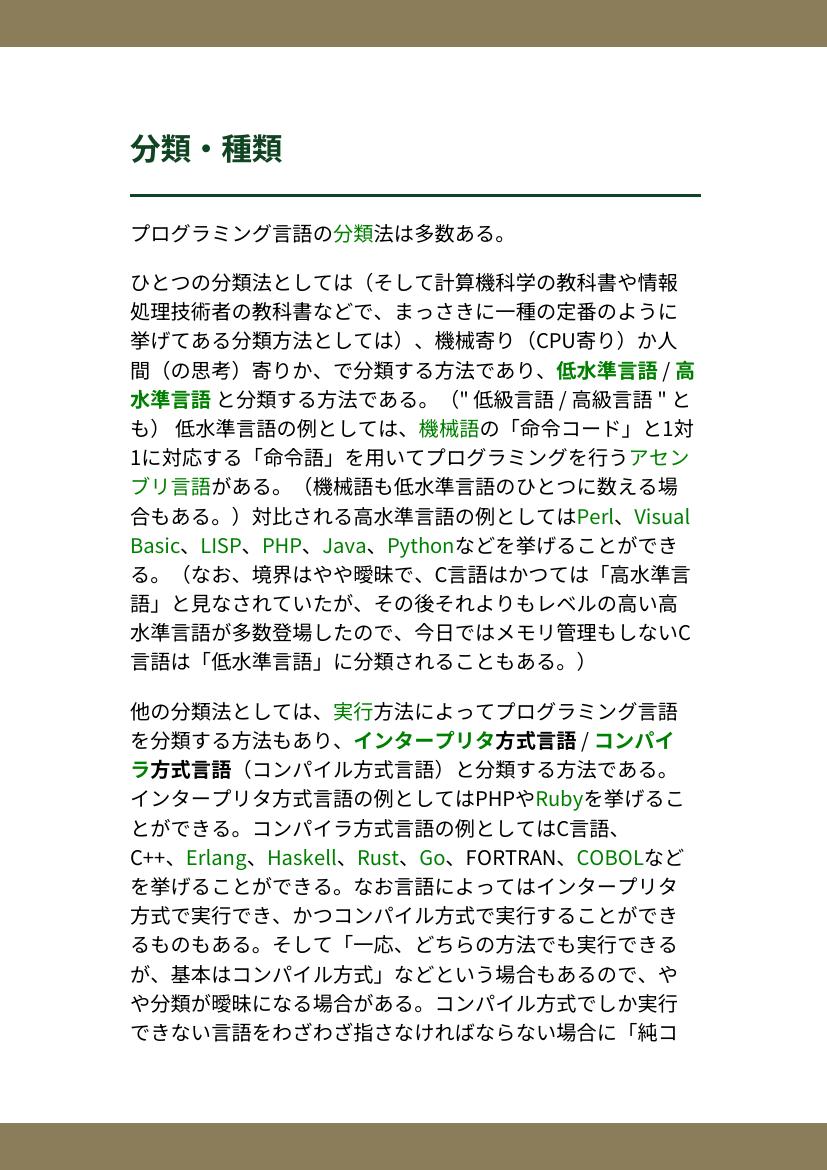 分類・種類
プログラミング言語の分類法は多数ある。
ひとつの分類法としては（そして計算機科学の教科書や情報
処理技術者の教科書などで、まっさきに一種の定番のように
挙げてある分類方法としては）、機械寄り（CPU寄り）か人
間（の思考）寄りか、で分類する方法であり、低水準言語 / 高
水準言語 と分類する方法である。（" 低級言語 / 高級言語 " と
も） 低水準言語の例としては、機械語の「命令コード」と1対
1に対応する「命令語」を用いてプログラミングを行うアセン
ブリ言語がある。（機械語も低水準言語のひとつに数える場
合もある。）対比される高水準言語の例としてはPerl、Visual
Basic、LISP、PHP、Java、Pythonなどを挙げることができ
る。（なお、境界はやや曖昧で、C言語はかつては「高水準言
語」と見なされていたが、その後それよりもレベルの高い高
水準言語が多数登場したので、今日ではメモリ管理もしないC
言語は「低水準言語」に分類されることもある。）
他の分類法としては、実行方法によってプログラミング言語
を分類する方法もあり、インタープリタ方式言語 / コンパイ
ラ方式言語（コンパイル方式言語）と分類する方法である。
インタープリタ方式言語の例としてはPHPやRubyを挙げるこ
とができる。コンパイラ方式言語の例としてはC言語、
C++、Erlang、Haskell、Rust、Go、FORTRAN、COBOLなど
を挙げることができる。なお言語によってはインタープリタ
方式で実行でき、かつコンパイル方式で実行することができ
るものもある。そして「一応、どちらの方法でも実行できる
が、基本はコンパイル方式」などという場合もあるので、や
や分類が曖昧になる場合がある。コンパイル方式でしか実行
できない言語をわざわざ指さなければならない場合に「純コ